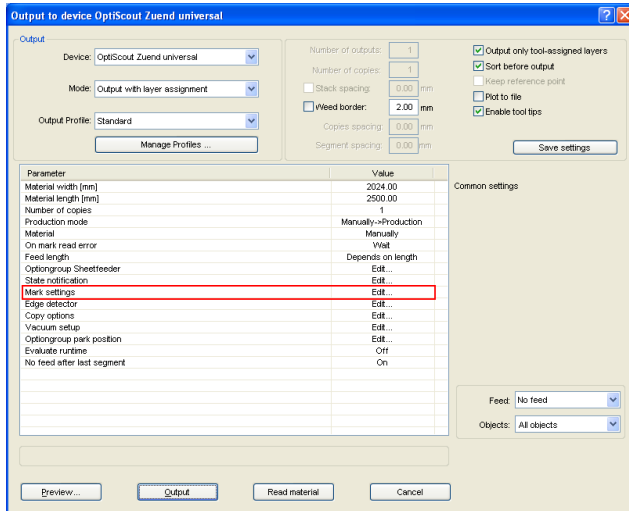 Output to device OptiScout Zuend universal
Output
Device: OptiScout Zuend universal
Mode: Output with layer assignment
Output Profile: Standard
Manage Profiles ...
Number of outputs: 1
Number of copies: 1
Stack spacing: 0.00 mm
Weed border: 2.00 mm
Copies spacing: 0.00 mm
Segment spacing: 0.00 mm
Output only tool-assigned layers
Sort before output
Keep reference point
Plot to file
Enable tool tips
Save settings
Parameter Value
Material width [mm] 2024.00
Material length [mm] 2500.00
Number of copies 1
Production mode Manually->Production
Material Manually
On mark read error Wait
Feed length Depends on length
Optiongroup Sheetfeeder Edit...
State notification Edit...
Mark settings Edit...
Edge detector Edit...
Copy options Edit...
Vacuum setup Edit...
Optiongroup park position Edit...
Evaluate runtime Off
No feed after last segment On
Common settings
Feed: No feed
Objects: All objects
Preview...
Output
Read material
Cancel